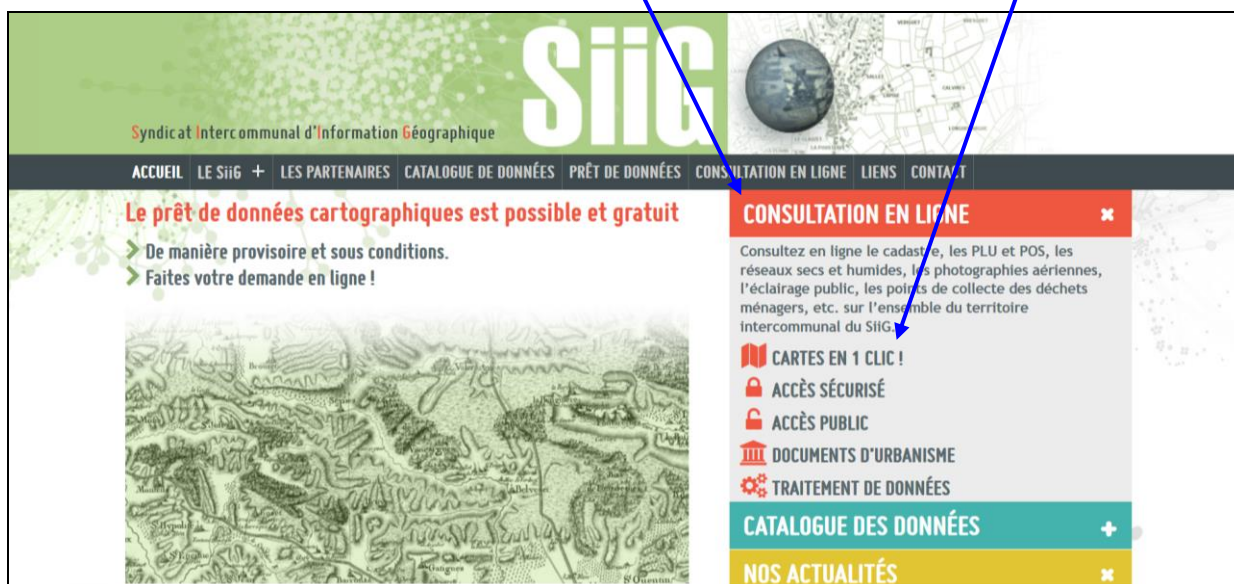 SiiG
Syndicat Intercommunal d'Information Géographique
ACCUEIL LE SiiG + LES PARTENAIRES CATALOGUE DE DONNÉES PRÊT DE DONNÉES CONSULTATION EN LIGNE LIENS CONTACT
Le prêt de données cartographiques est possible et gratuit
De manière provisoire et sous conditions.
Faites votre demande en ligne !
CONSULTATION EN LIGNE
Consultez en ligne le cadastre, les PLU et POS, les
réseaux secs et humides, les photographies aériennes,
l'éclairage public, les points de collecte des déchets
ménagers, etc. sur l'ensemble du territoire
intercommunal du SiiG.
CARTES EN 1 CLIC !
ACCÈS SÉCURISÉ
ACCÈS PUBLIC
DOCUMENTS D'URBANISME
TRAITEMENT DE DONNÉES
CATALOGUE DES DONNÉES +
NOS ACTUALITÉS